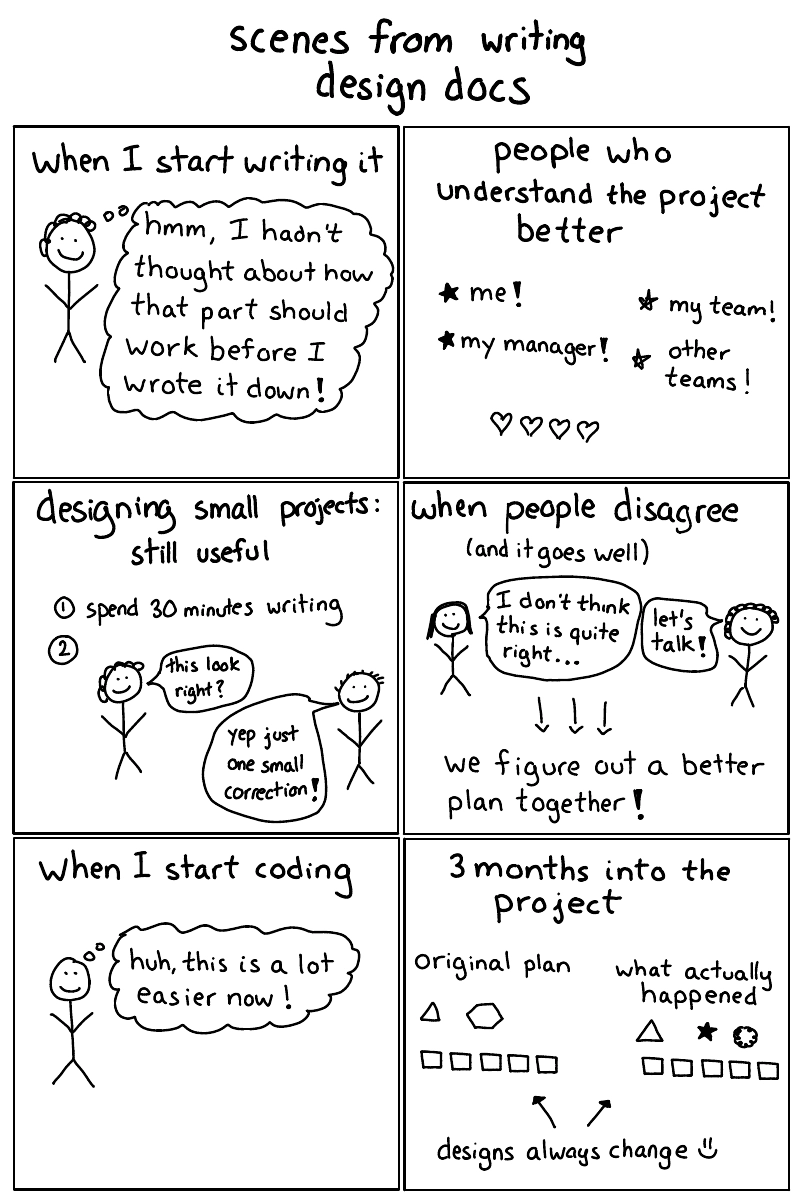 scenes from writing
design docs
when I start writing it
hmm, I hadn't
thought about how
that part should
work before I
wrote it down!
people who
understand the project
better
★ me!
★ my manager!
☆ my team!
☆ other
teams!
♡ ♡ ♡ ♡
designing small projects:
still useful
① spend 30 minutes writing
②
this look
right?
yep just
one small
correction!
when people disagree
(and it goes well)
I don't think
this is quite
right...
let's
talk!
↓ ↓ ↓
we figure out a better
plan together!
when I start coding
huh, this is a lot
easier now!
3 months into the
project
original plan
what actually
happened
designs always change